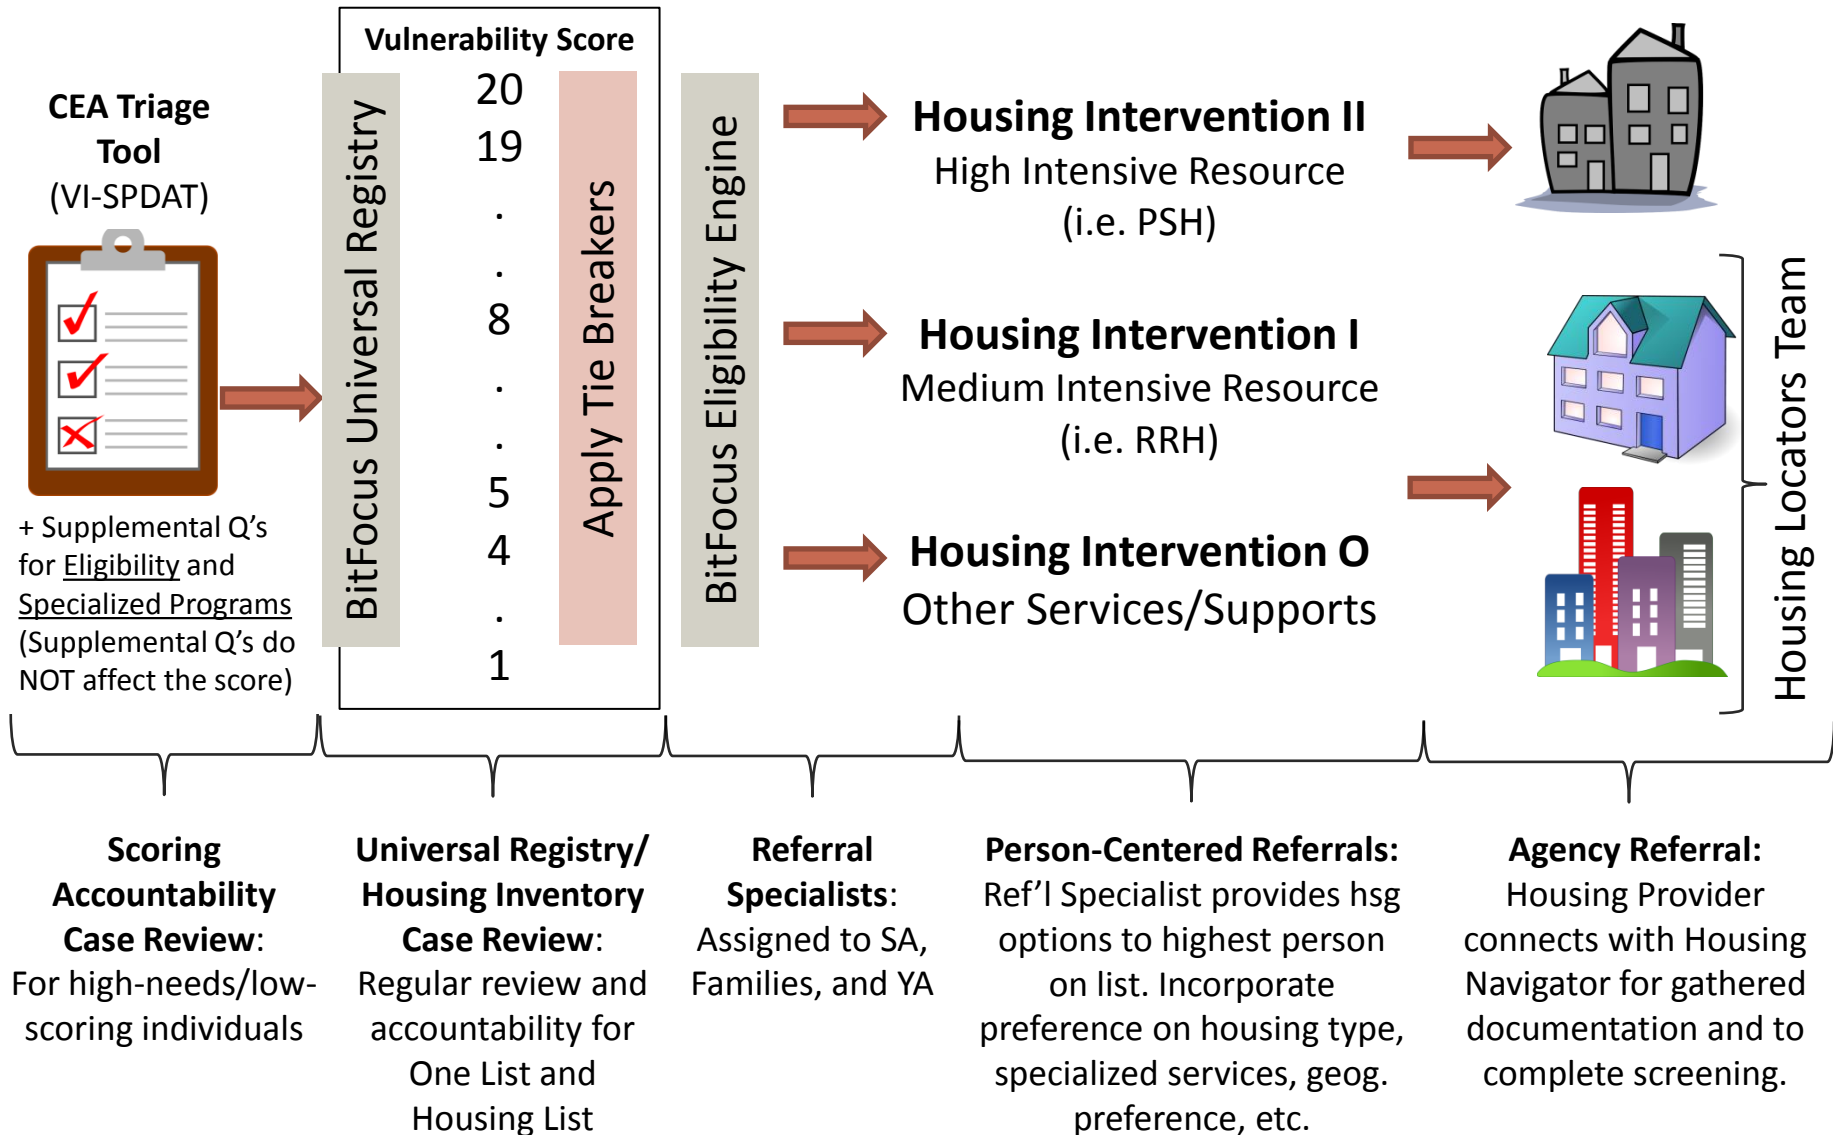 CEA Triage
Tool
(VI-SPDAT)
+ Supplemental Q’s
for Eligibility and
Specialized Programs
(Supplemental Q’s do
NOT affect the score)
BitFocus Universal Registry
Vulnerability Score
20
19
.
.
8
.
.
5
4
.
1
Apply Tie Breakers
BitFocus Eligibility Engine
Housing Intervention II
High Intensive Resource
(i.e. PSH)
Housing Intervention I
Medium Intensive Resource
(i.e. RRH)
Housing Intervention O
Other Services/Supports
Housing Locators Team
Scoring
Accountability
Case Review:
For high-needs/low-
scoring individuals
Universal Registry/
Housing Inventory
Case Review:
Regular review and
accountability for
One List and
Housing List
Referral
Specialists:
Assigned to SA,
Families, and YA
Person-Centered Referrals:
Ref’l Specialist provides hsg
options to highest person
on list. Incorporate
preference on housing type,
specialized services, geog.
preference, etc.
Agency Referral:
Housing Provider
connects with Housing
Navigator for gathered
documentation and to
complete screening.